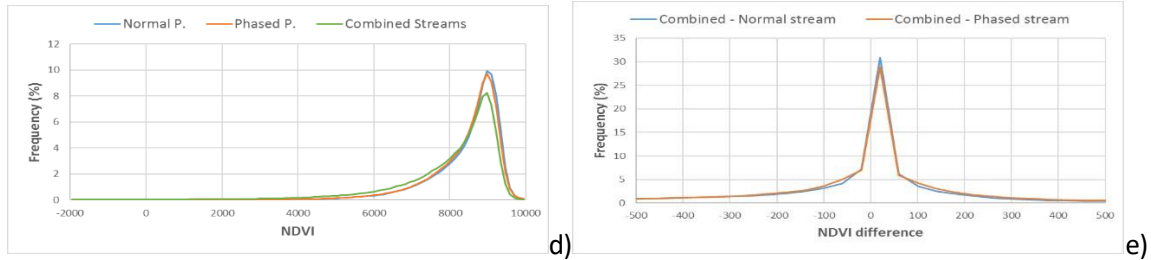 Normal P. Phased P. Combined Streams
12
10
8
6
4
2
0
Frequency (%)
-2000 0 2000 4000 6000 8000 10000
NDVI
d)
Combined - Normal stream Combined - Phased stream
35
30
25
20
15
10
5
0
Frequency (%)
-500 -400 -300 -200 -100 0 100 200 300 400 500
NDVI difference
e)